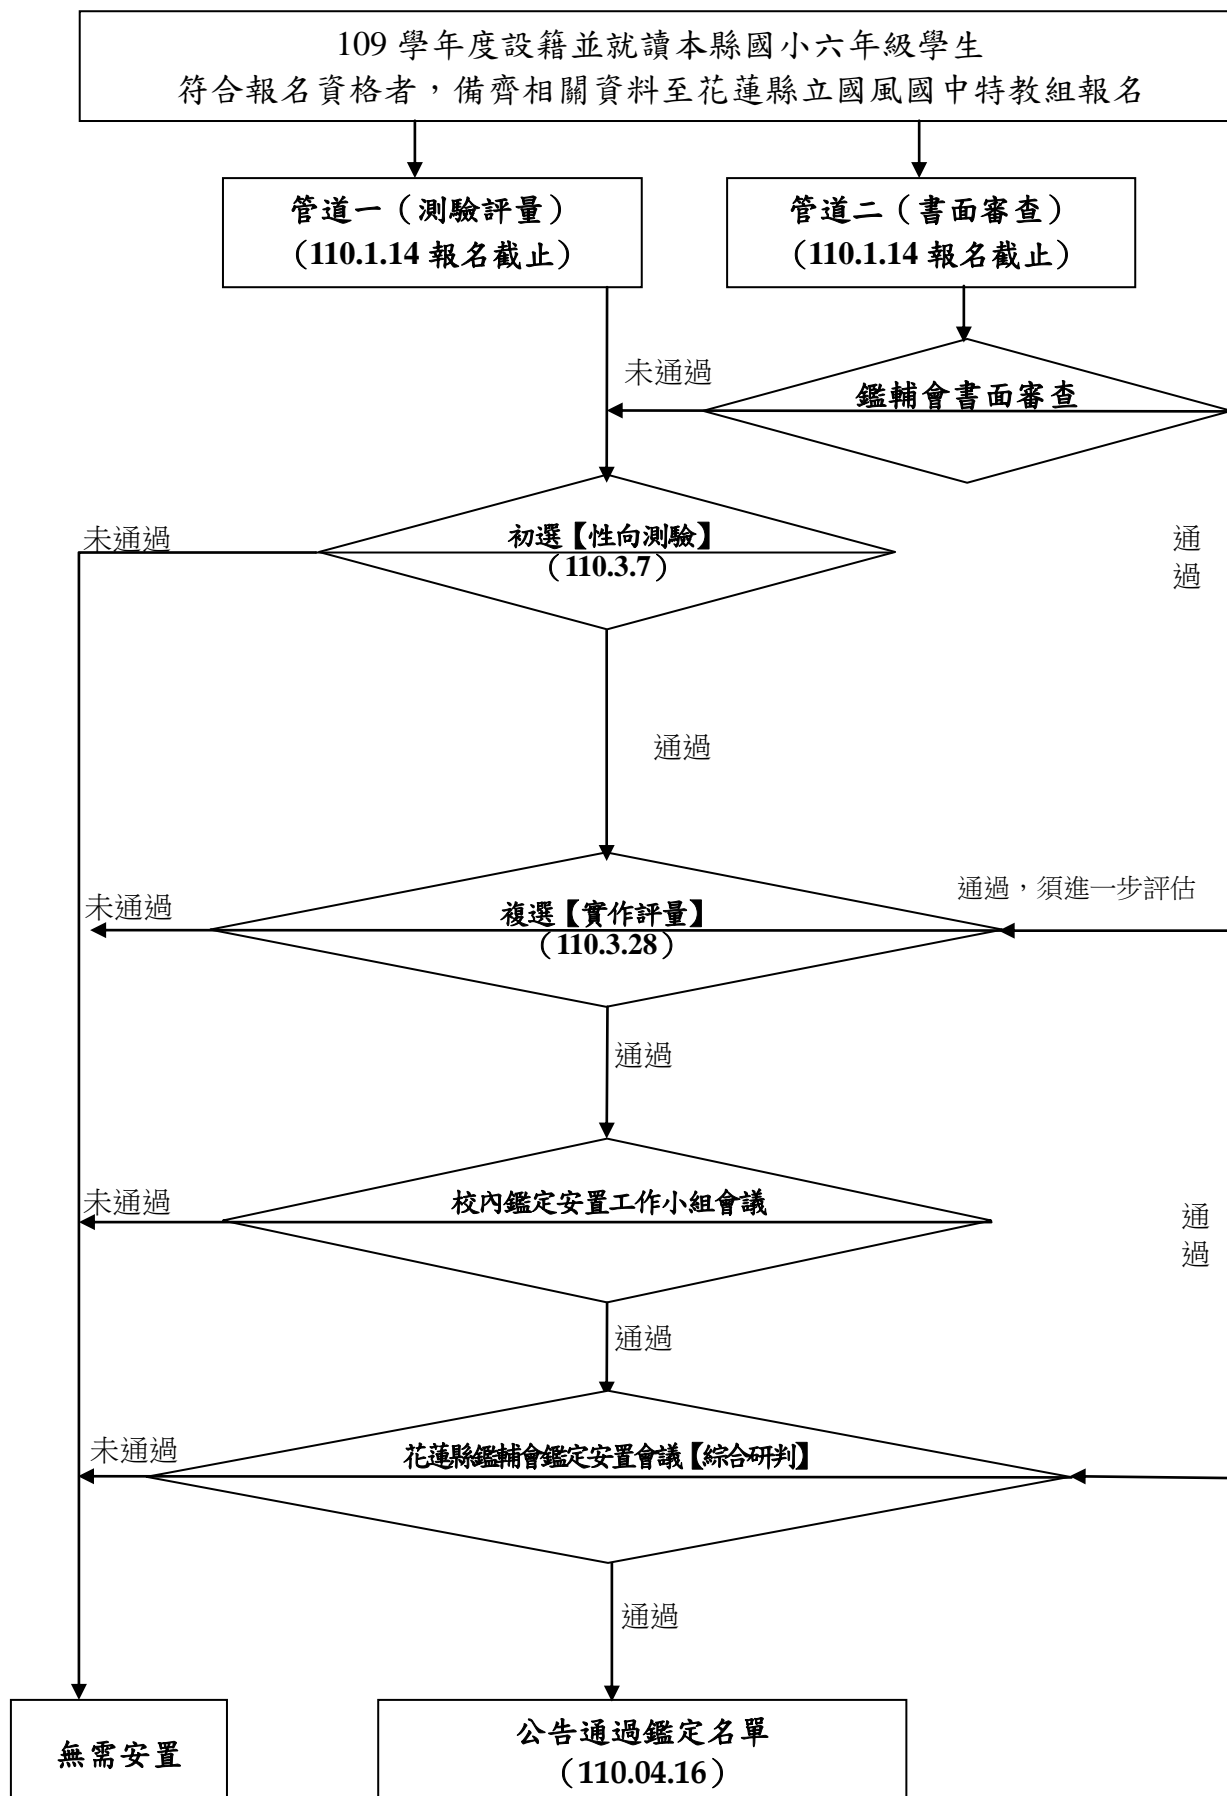 109 學年度設籍並就讀本縣國小六年級學生
符合報名資格者，備齊相關資料至花蓮縣立國風國中特教組報名
管道一（測驗評量）
（110.1.14 報名截止）
管道二（書面審查）
（110.1.14 報名截止）
未通過
鑑輔會書面審查
未通過
初選【性向測驗】
（110.3.7）
通
過
通過
未通過
複選【實作評量】
（110.3.28）
通過，須進一步評估
通過
未通過
校內鑑定安置工作小組會議
通
過
通過
未通過
花蓮縣鑑輔會鑑定安置會議【綜合研判】
通過
無需安置
公告通過鑑定名單
（110.04.16）